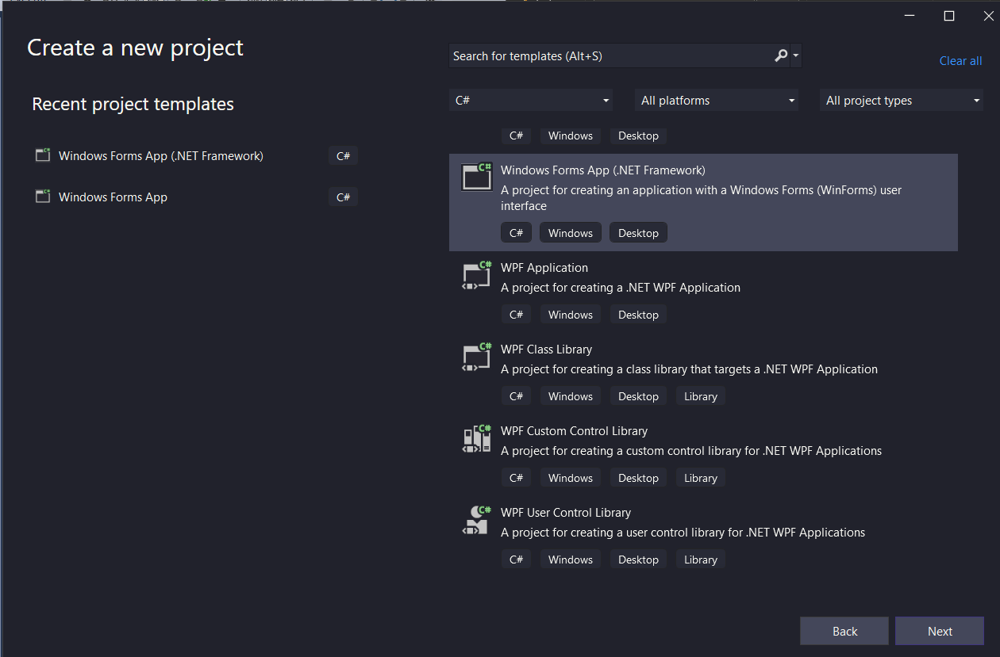 Create a new project
Search for templates (Alt+S)
Clear all
Recent project templates
C#
All platforms
All project types
Windows Forms App (.NET Framework)
C#
Windows Forms App
C#
C# Windows Desktop
C#
Windows Forms App (.NET Framework)
A project for creating an application with a Windows Forms (WinForms) user
interface
C# Windows Desktop
C#
WPF Application
A project for creating a .NET WPF Application
C# Windows Desktop
C#
WPF Class Library
A project for creating a class library that targets a .NET WPF Application
C# Windows Desktop Library
C#
WPF Custom Control Library
A project for creating a custom control library for .NET WPF Applications
C# Windows Desktop Library
C#
WPF User Control Library
A project for creating a user control library for .NET WPF Applications
C# Windows Desktop Library
Back
Next